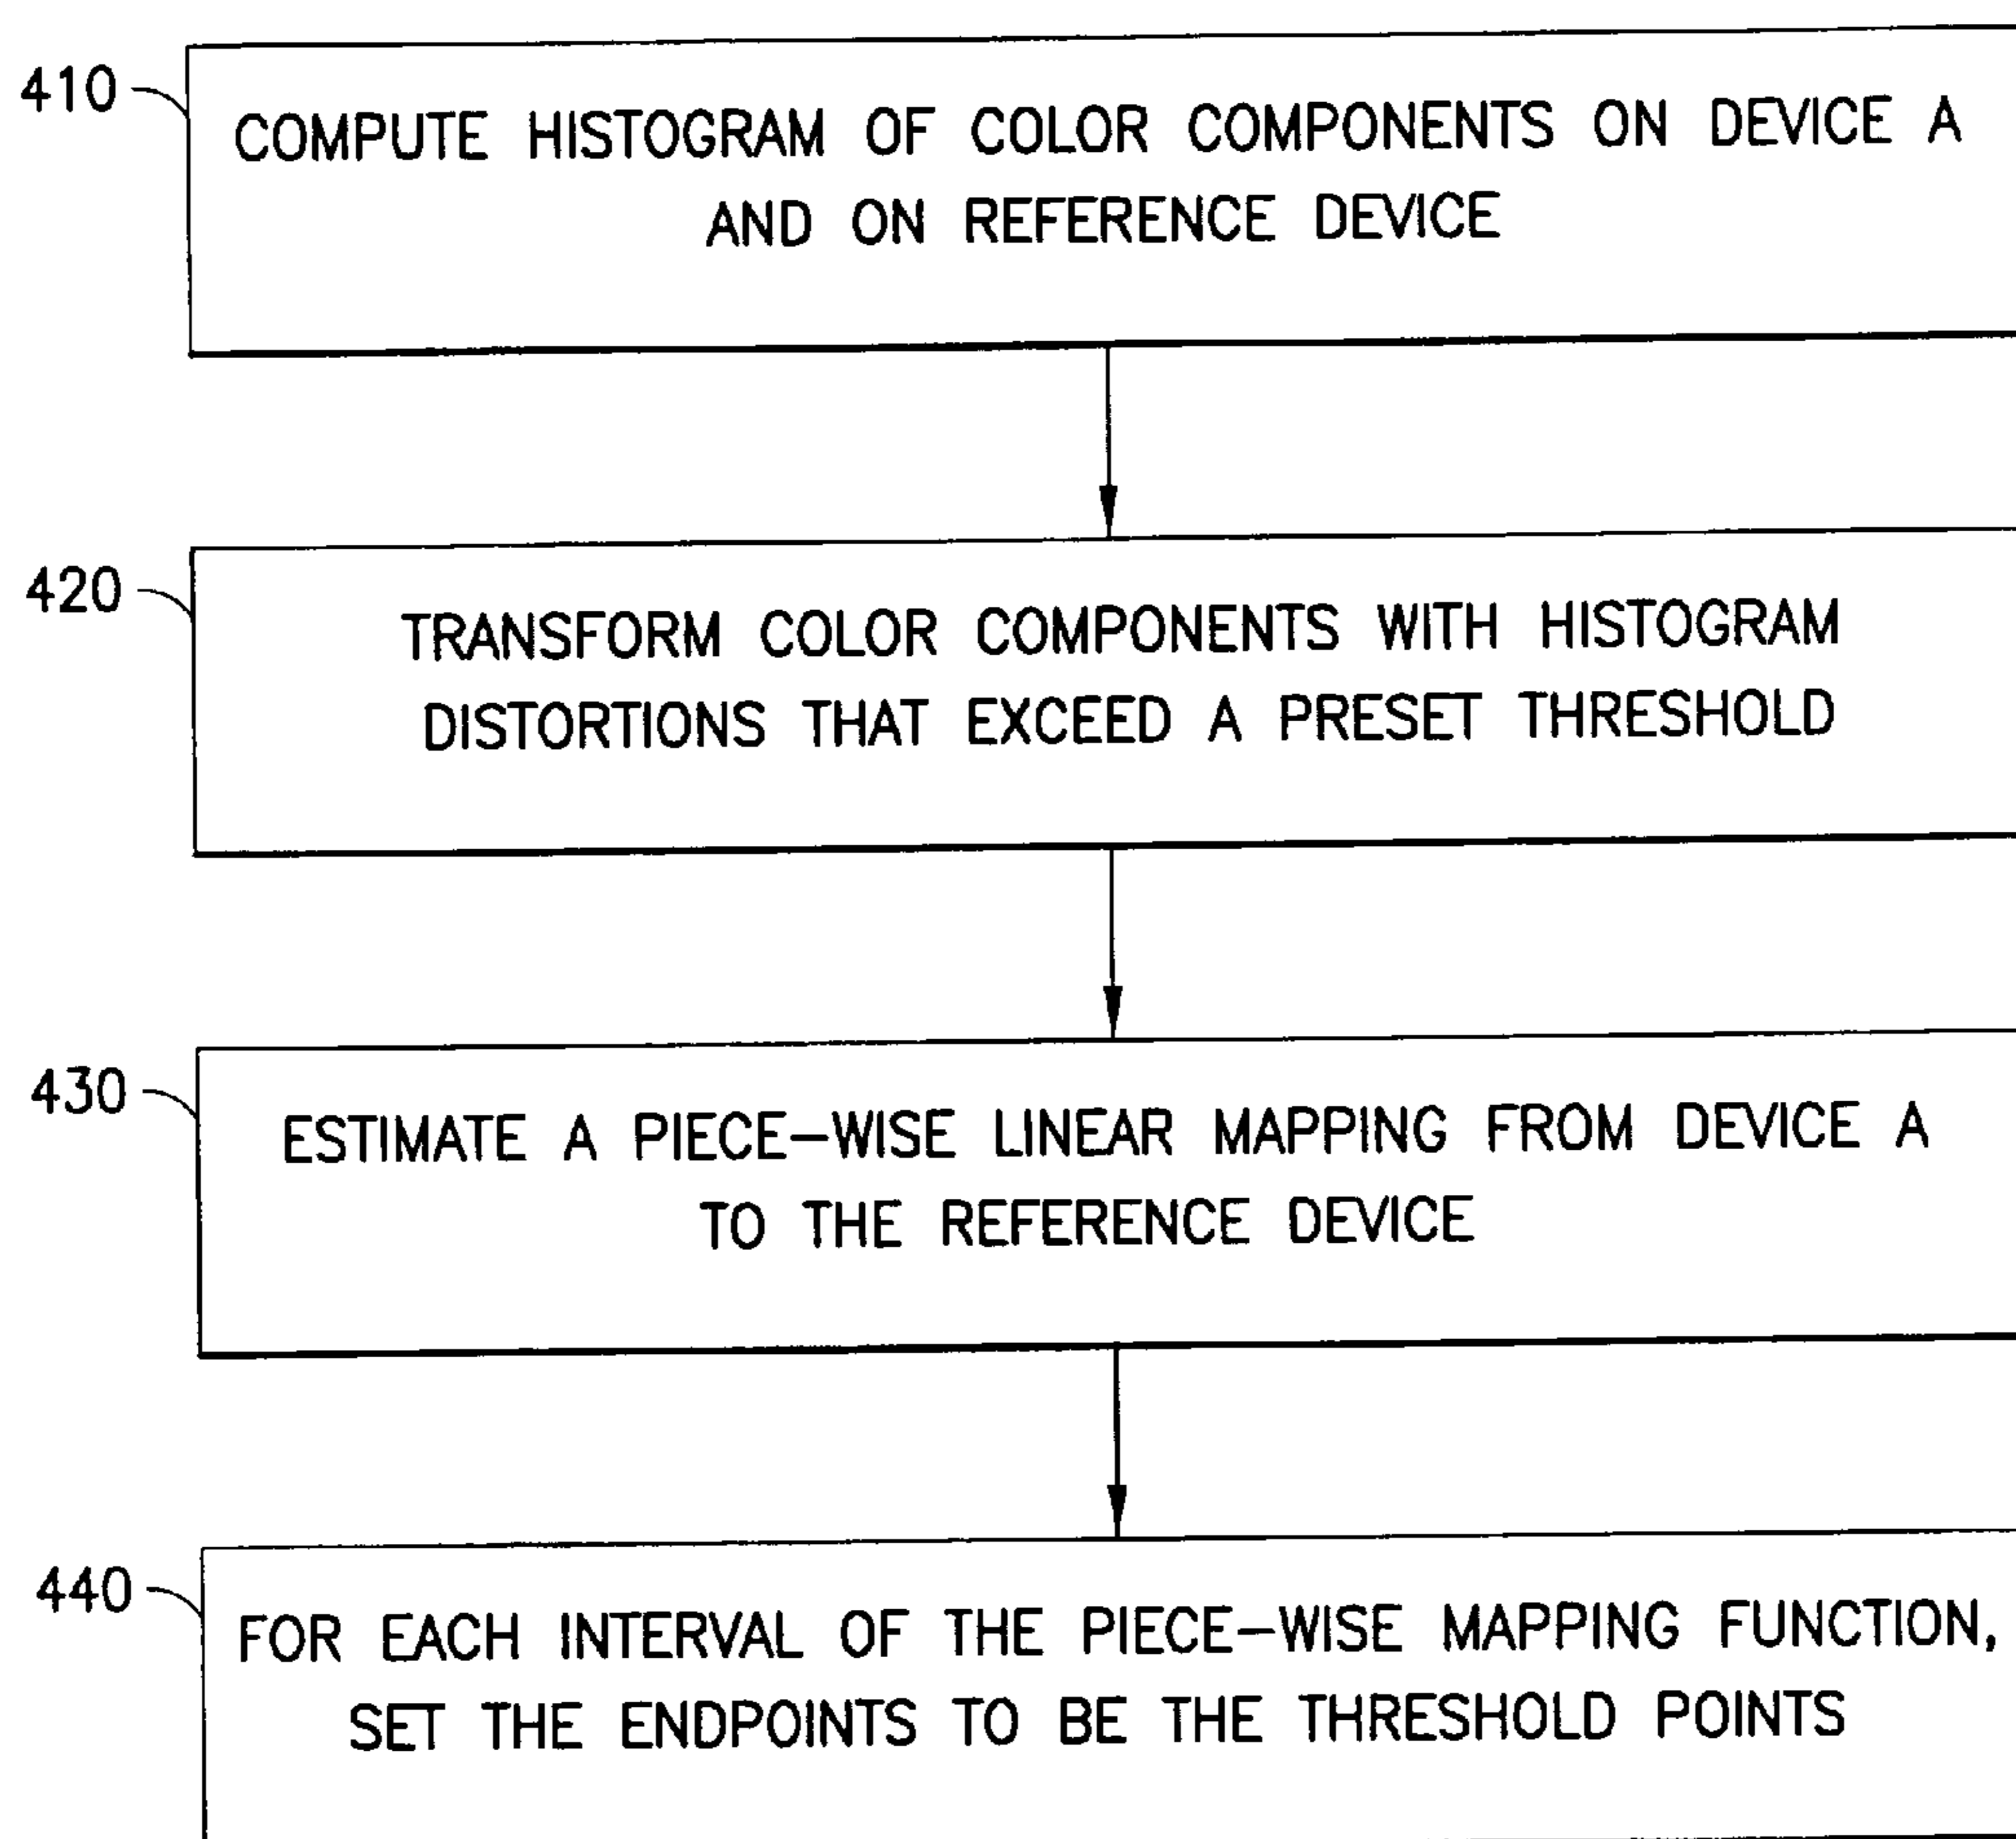 410
COMPUTE HISTOGRAM OF COLOR COMPONENTS ON DEVICE A
AND ON REFERENCE DEVICE
420
TRANSFORM COLOR COMPONENTS WITH HISTOGRAM
DISTORTIONS THAT EXCEED A PRESET THRESHOLD
430
ESTIMATE A PIECE-WISE LINEAR MAPPING FROM DEVICE A
TO THE REFERENCE DEVICE
440
FOR EACH INTERVAL OF THE PIECE-WISE MAPPING FUNCTION,
SET THE ENDPOINTS TO BE THE THRESHOLD POINTS